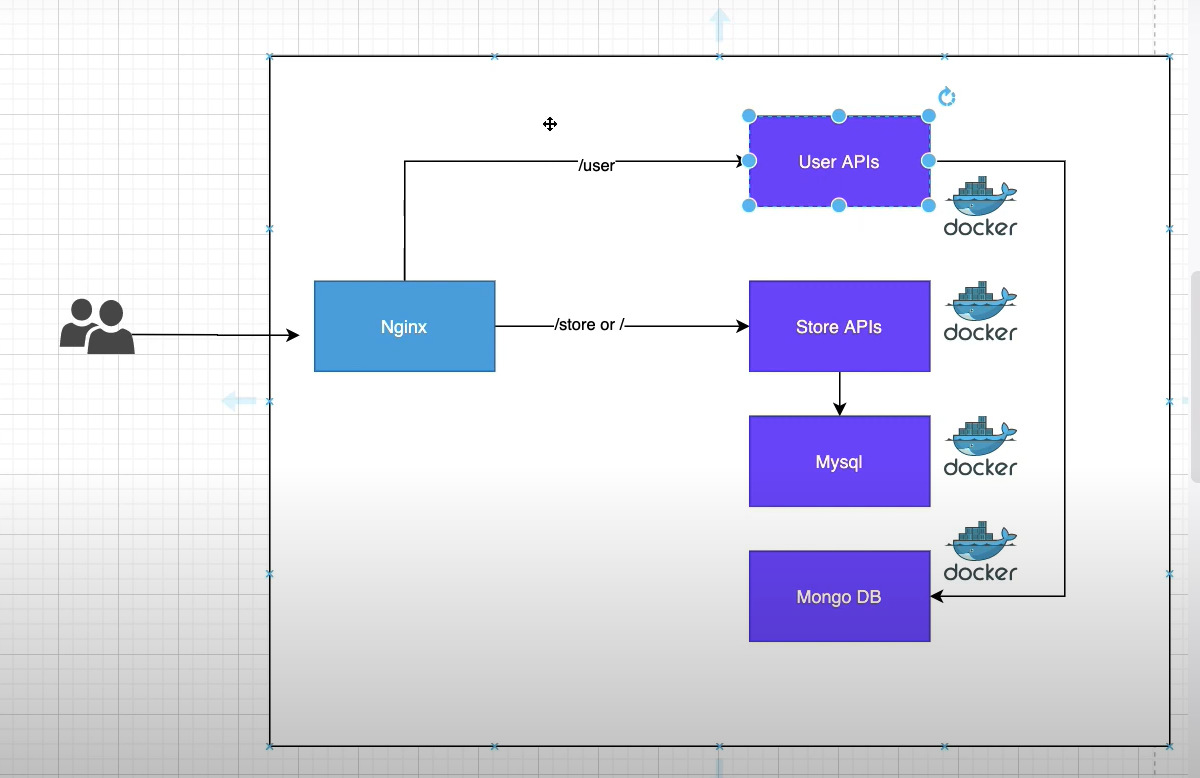 /user
User APIs
docker
Nginx
/store or /
Store APIs
docker
Mysql
docker
Mongo DB
docker